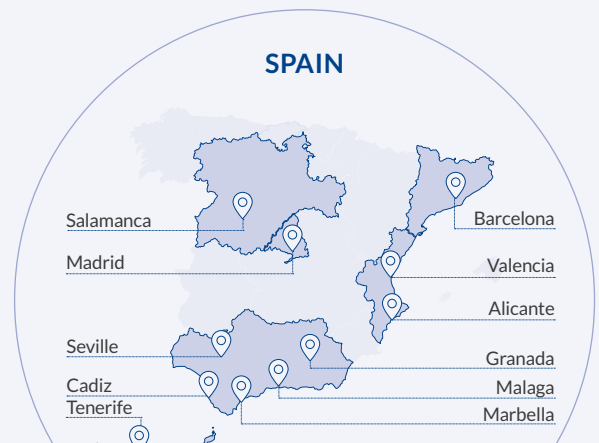 SPAIN
Salamanca
Madrid
Barcelona
Valencia
Alicante
Seville
Granada
Cadiz
Malaga
Tenerife
Marbella